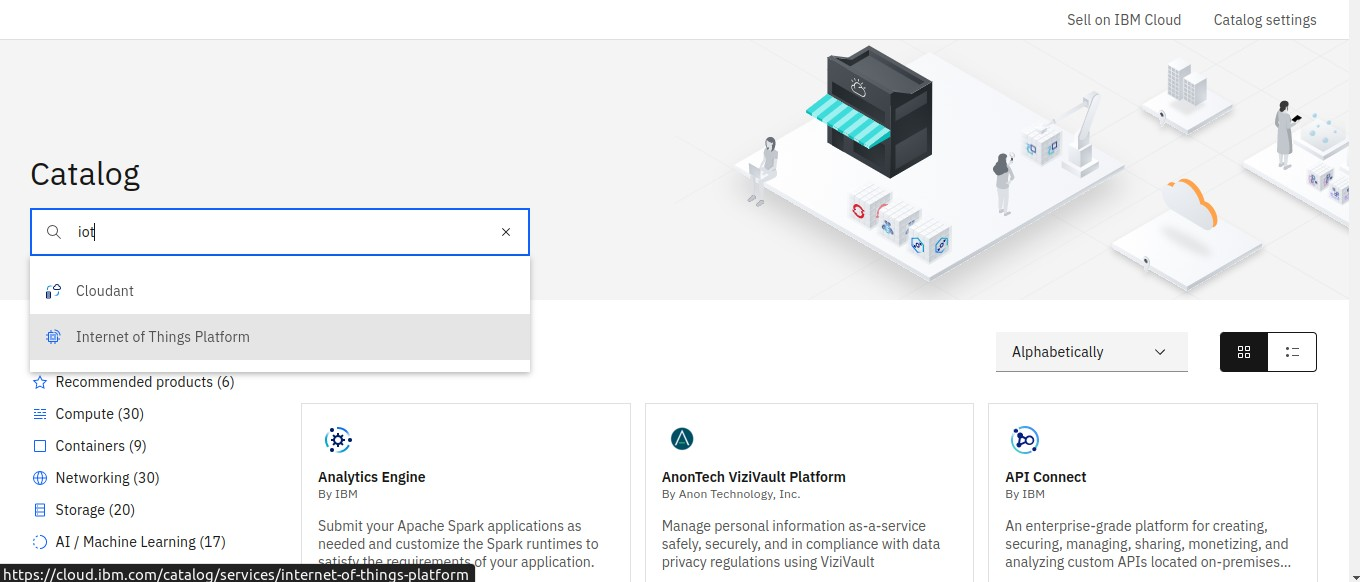 Sell on IBM Cloud Catalog settings
Catalog
iot
Cloudant
Internet of Things Platform
Alphabetically
Recommended products (6)
Compute (30)
Containers (9)
Networking (30)
Storage (20)
AI / Machine Learning (17)
Analytics Engine
By IBM
Submit your Apache Spark applications as
needed and customize the Spark runtimes to
satisfy the requirements of your application.
AnonTech ViziVault Platform
By Anon Technology, Inc.
Manage personal information as-a-service
safely, securely, and in compliance with data
privacy regulations using ViziVault
API Connect
By IBM
An enterprise-grade platform for creating,
securing, managing, sharing, monetizing, and
analyzing custom APIs located on-premises...
https://cloud.ibm.com/catalog/services/internet-of-things-platform